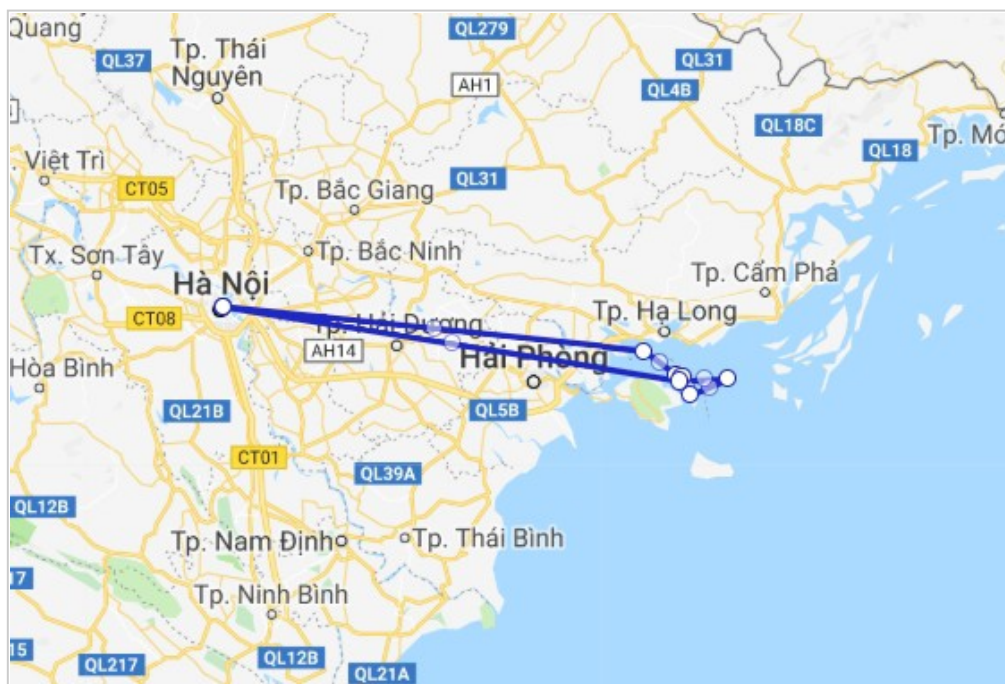 Quang
QL279
QL37
Tp. Thái
Nguyên
AH1
QL31
QL4B
QL18C
Tp. Mó
QL18
Việt Trì
CT05
QL31
Tp. Bắc Giang
Tx. Sơn Tây
Tp. Bắc Ninh
Tp. Cẩm Phả
Hà Nội
CT08
Tp. Hải Dương
Tp. Hạ Long
AH14
Hải Phòng
Hòa Bình
QL21B
QL5B
CT01
QL39A
QL12B
Tp. Nam Định
Tp. Thái Bình
17
Tp. Ninh Bình
15
QL217
QL12B
QL21A